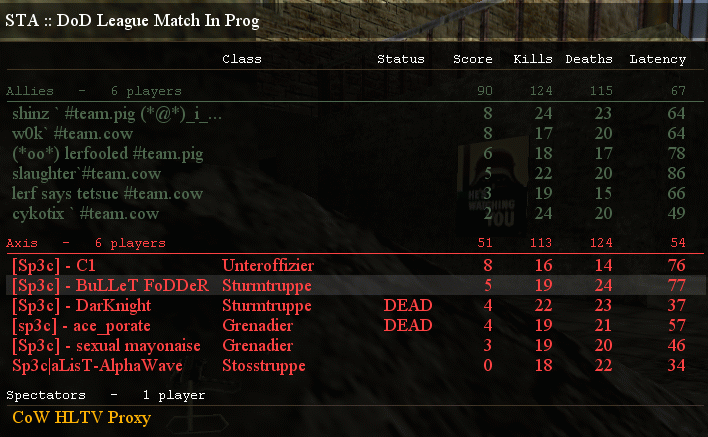 STA :: DoD League Match In Prog
Class Status Score Kills Deaths Latency
Allies - 6 players 90 124 115 67
shinz ` #team.pig (*@*)_i_... 8 24 23 64
w0k` #team.cow 8 17 20 64
(*oo*) lerfooled #team.pig 6 18 17 78
slaughter`#team.cow 5 22 20 86
lerf says tetsue #team.cow 3 19 15 66
cykotix ` #team.cow 2 24 20 49
HE'S WATCHING YOU
Axis - 6 players 51 113 124 54
[Sp3c] - C1 Unteroffizier 8 16 14 76
[Sp3c] - BuLLeT FoDDeR Sturmtruppe 5 19 24 77
[Sp3c] - DarKnight Sturmtruppe DEAD 4 22 23 37
[sp3c] - ace_porate Grenadier DEAD 4 19 21 57
[Sp3c] - sexual mayonaise Grenadier 3 19 20 46
Sp3c|aLisT-AlphaWave Stosstruppe 0 18 22 34
Spectators - 1 player
CoW HLTV Proxy